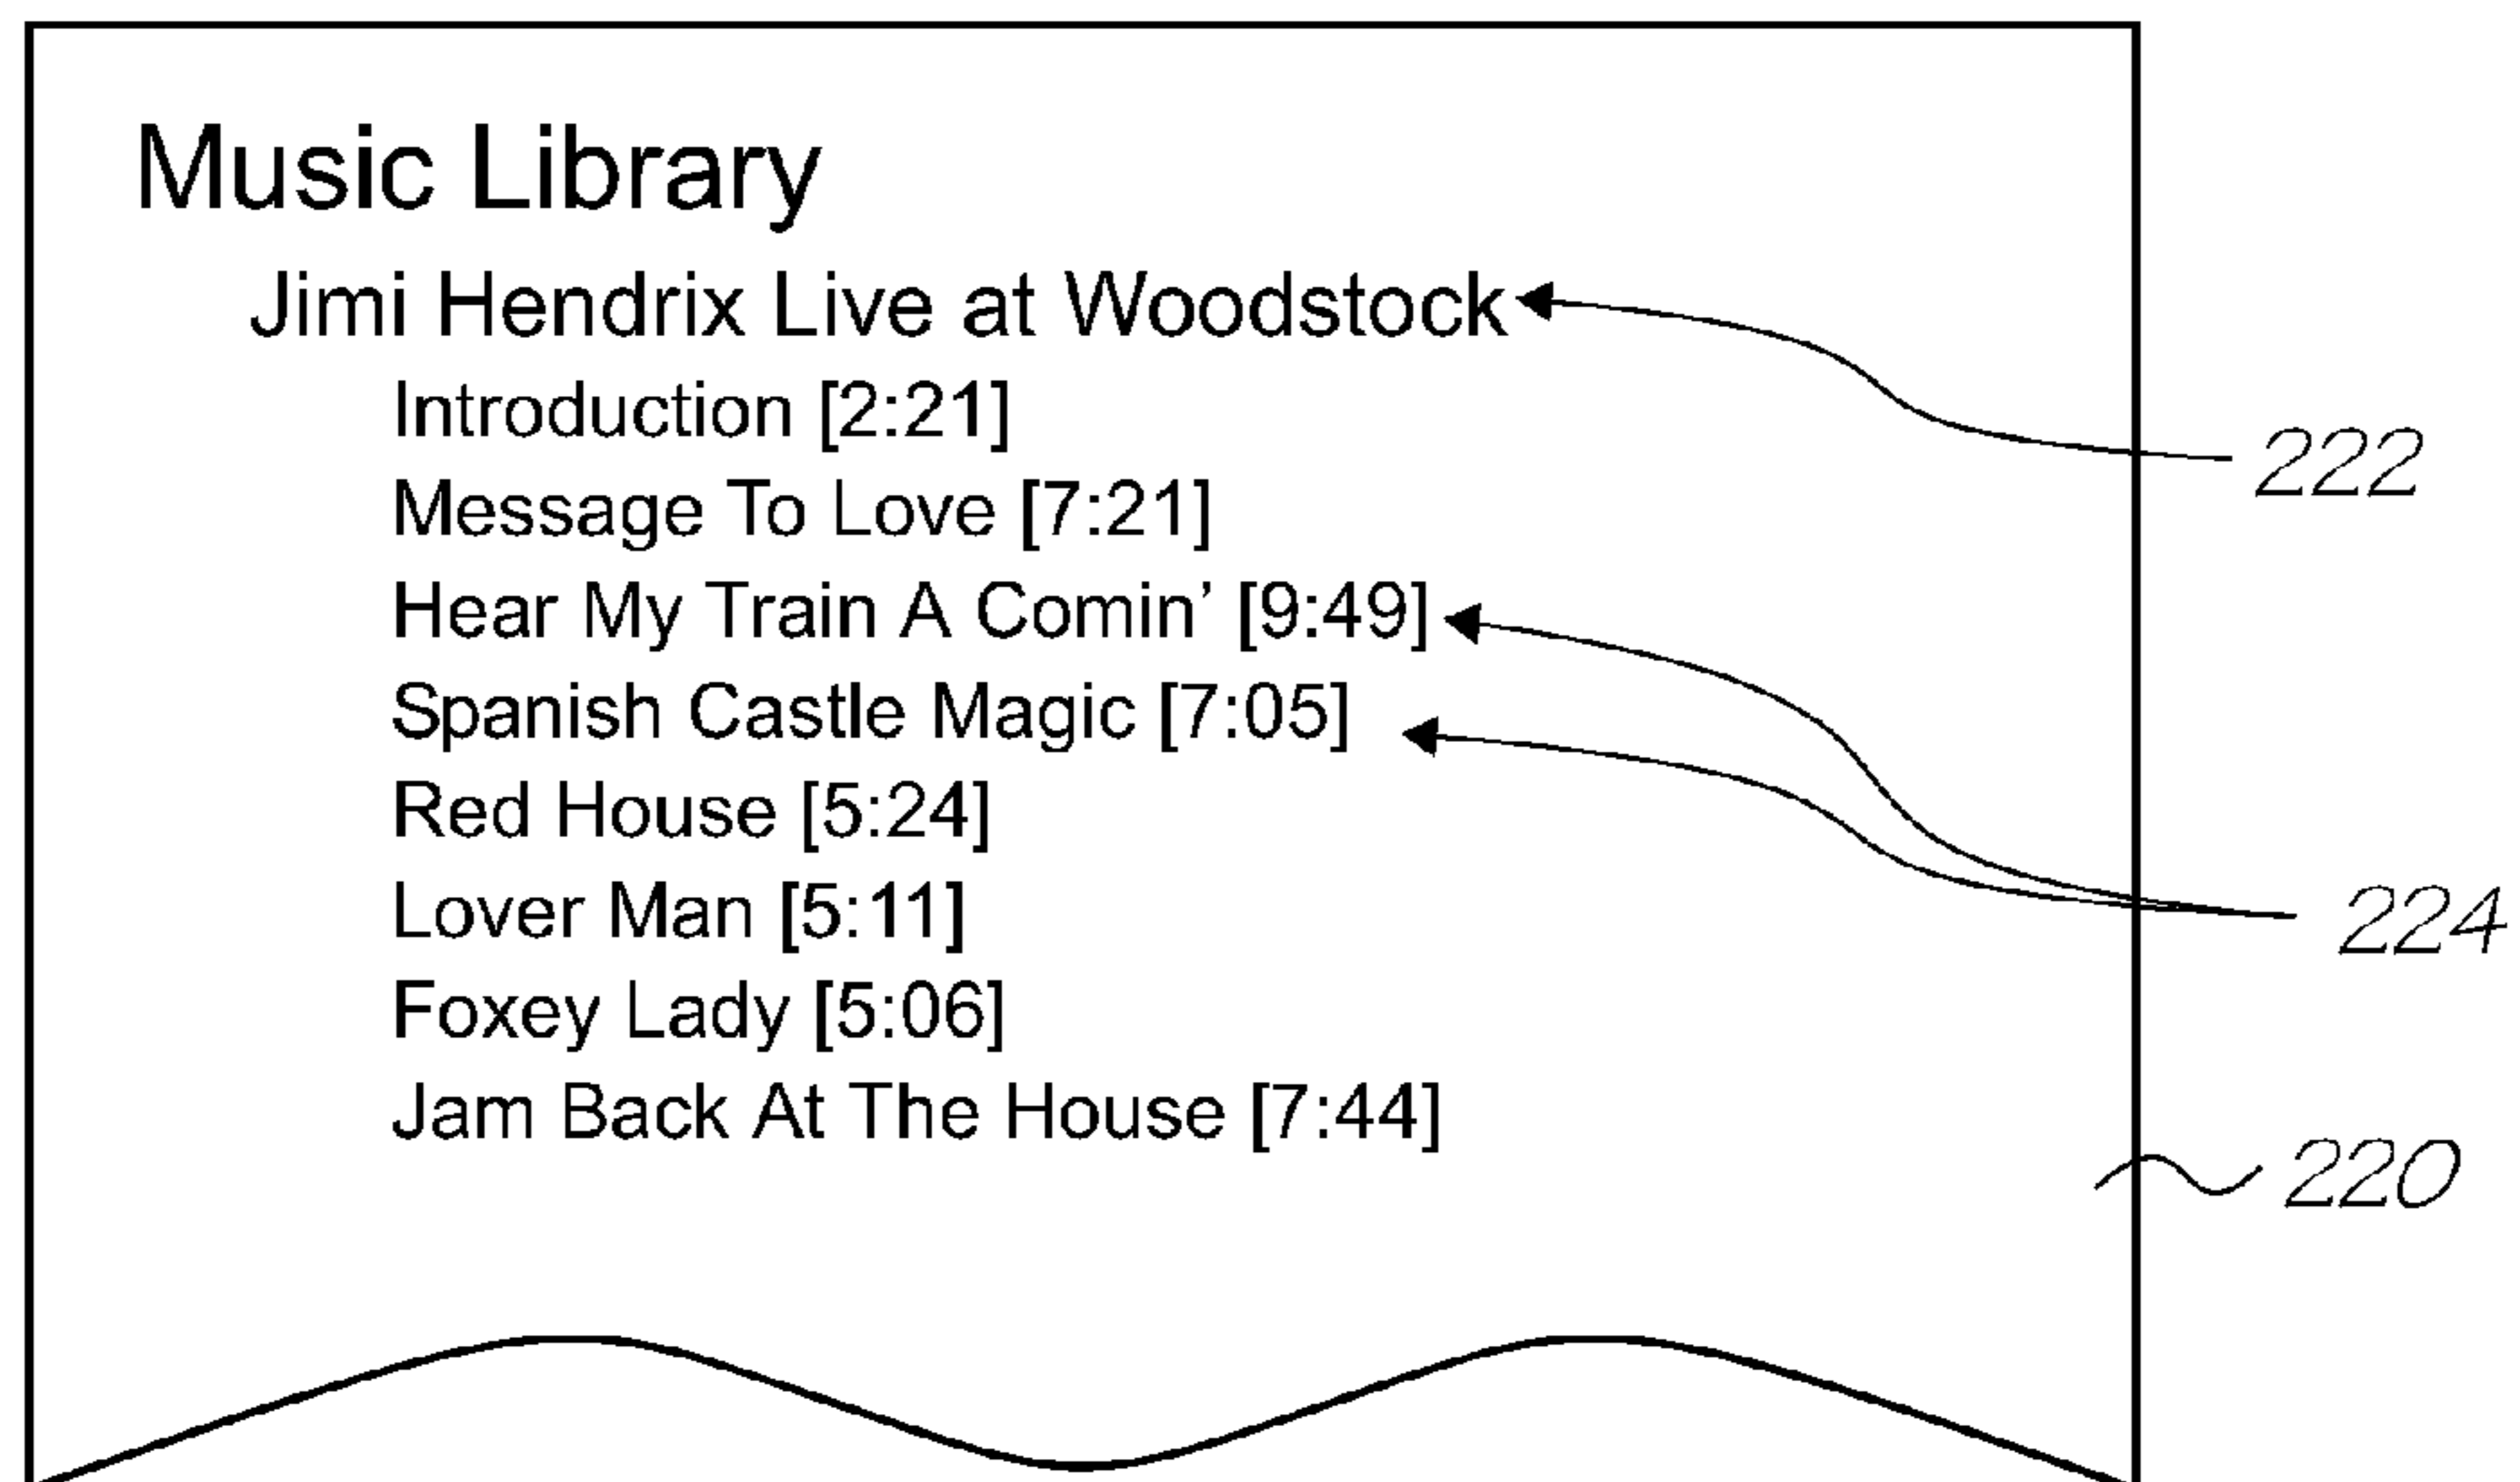 Music Library
Jimi Hendrix Live at Woodstock
Introduction [2:21]
222
Message To Love [7:21]
Hear My Train A Comin’ [9:49]
Spanish Castle Magic [7:05]
Red House [5:24]
Lover Man [5:11]
224
Foxey Lady [5:06]
Jam Back At The House [7:44]
220